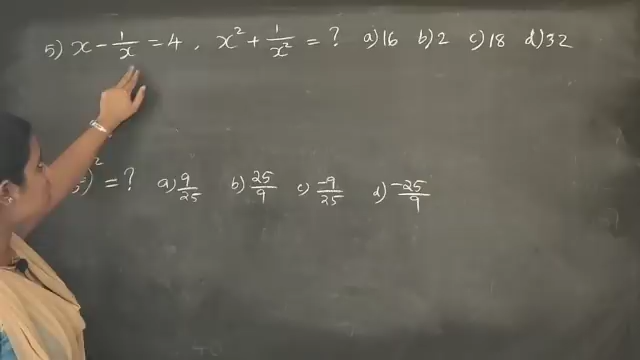 5) x - 1/x = 4 , x² + 1/x² = ? a) 16 b) 2 c) 18 d) 32
)² = ? a) 9/25 b) 25/9 c) -9/25 d) -25/9